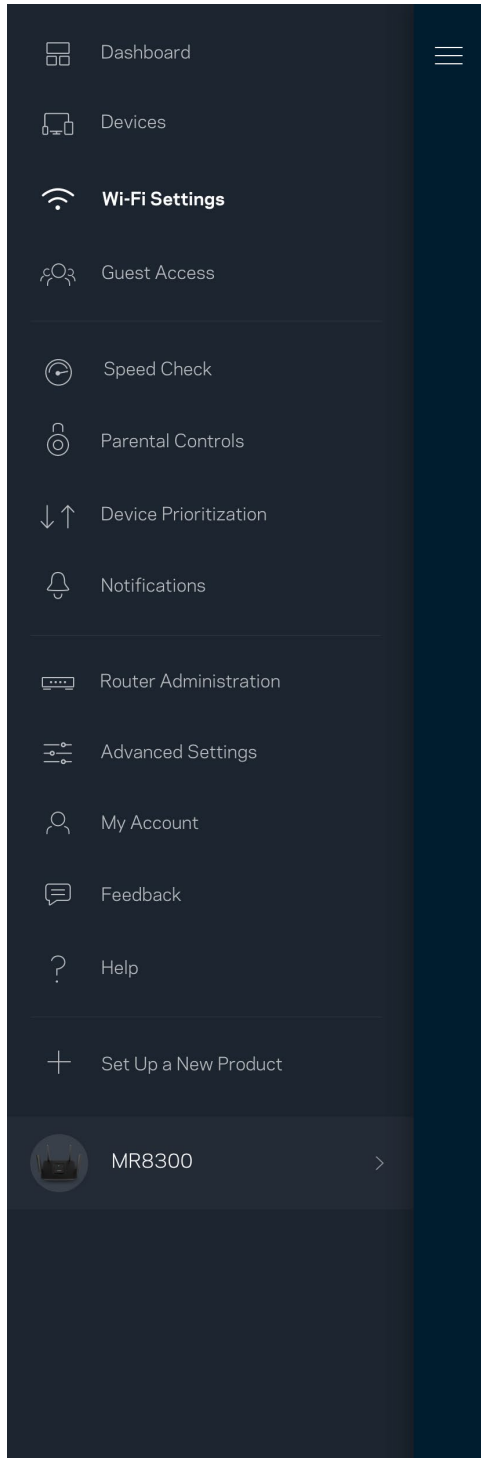 Dashboard
Devices
Wi-Fi Settings
Guest Access
Speed Check
Parental Controls
Device Prioritization
Notifications
Router Administration
Advanced Settings
My Account
Feedback
Help
Set Up a New Product
MR8300